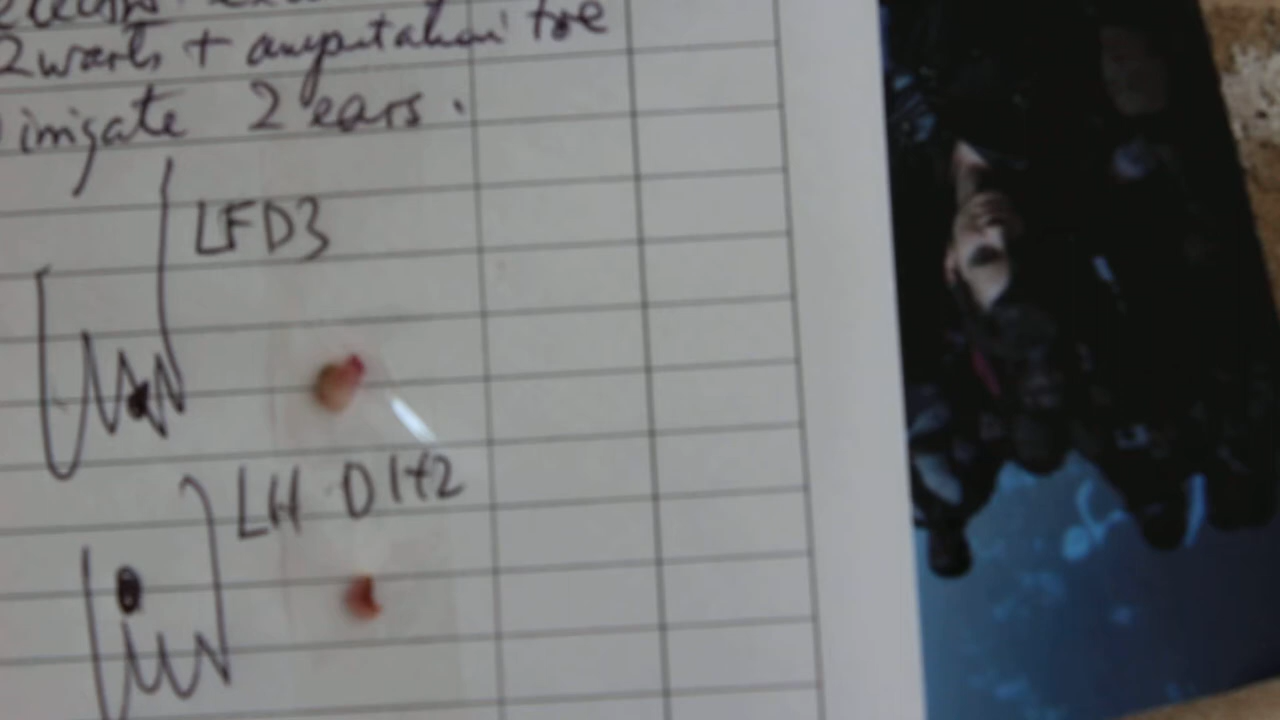 2 warts + amputation toe
irrigate 2 ears.
LFD3
LH D1+2